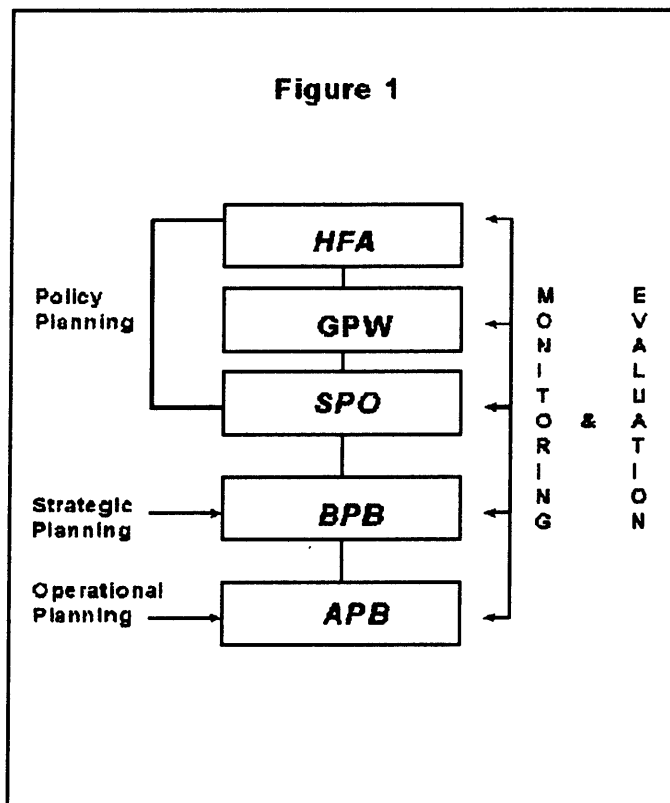 Figure 1
HFA
Policy
Planning
GPW
SPO
Strategic
Planning
BPB
Operational
Planning
APB
MONITORING
&
EVALUATION